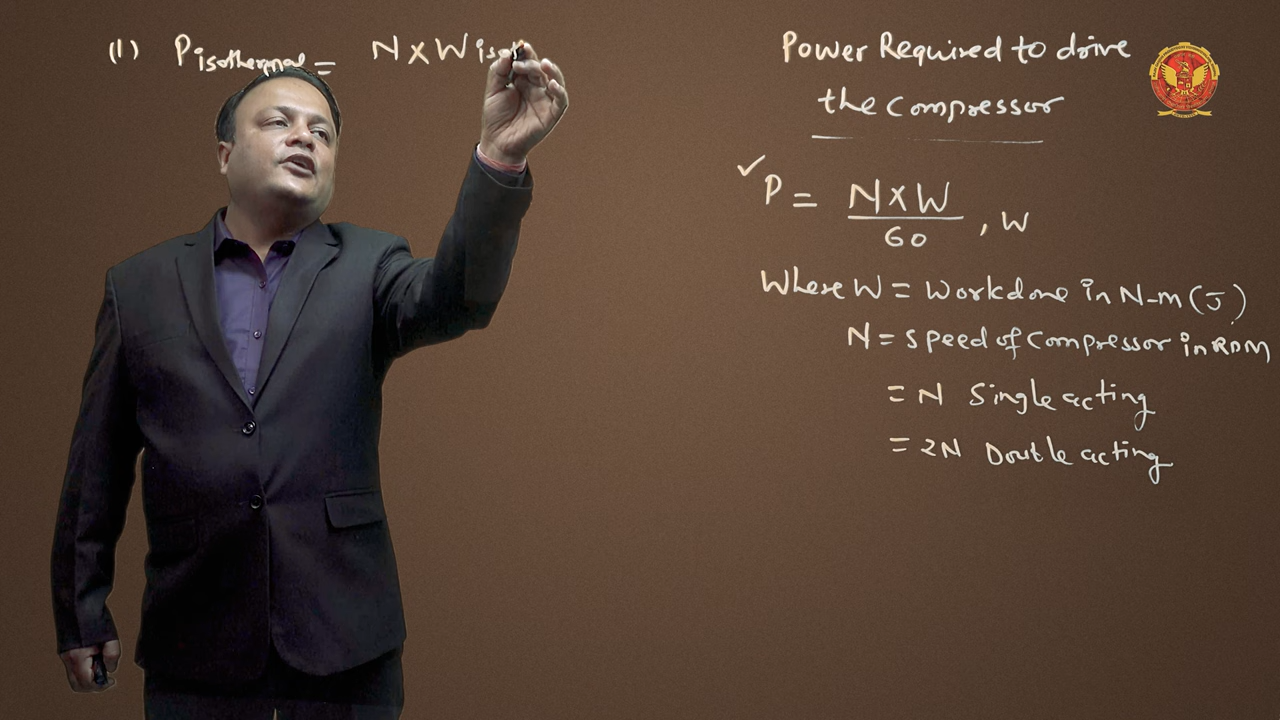 (1) Pisothermal = N×Wiso
Power Required to drive
the Compressor
✓ P = N×W / 60 , W
Where W = Workdone in N-m (J)
N = Speed of Compressor in RPM
= N Single acting
= 2N Double acting